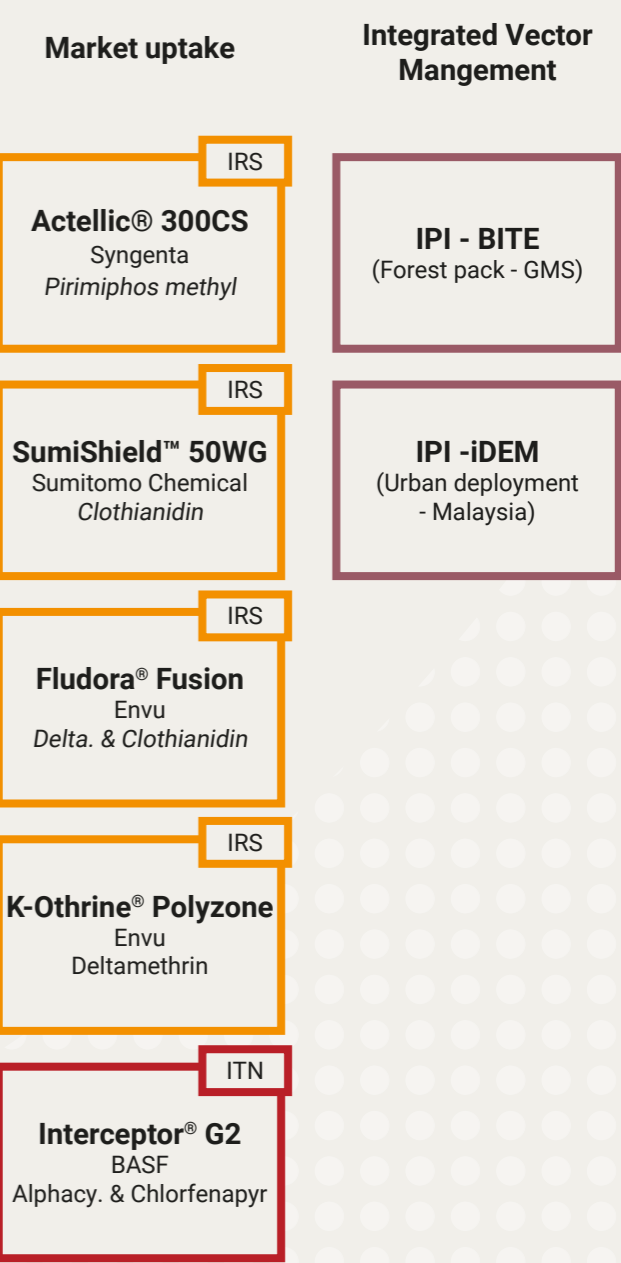 Market uptake
Integrated Vector
Mangement
IRS
Actellic® 300CS
Syngenta
Pirimiphos methyl
IPI - BITE
(Forest pack - GMS)
IRS
SumiShield™ 50WG
Sumitomo Chemical
Clothianidin
IPI -iDEM
(Urban deployment
- Malaysia)
IRS
Fludora® Fusion
Envu
Delta. & Clothianidin
IRS
K-Othrine® Polyzone
Envu
Deltamethrin
ITN
Interceptor® G2
BASF
Alphacy. & Chlorfenapyr